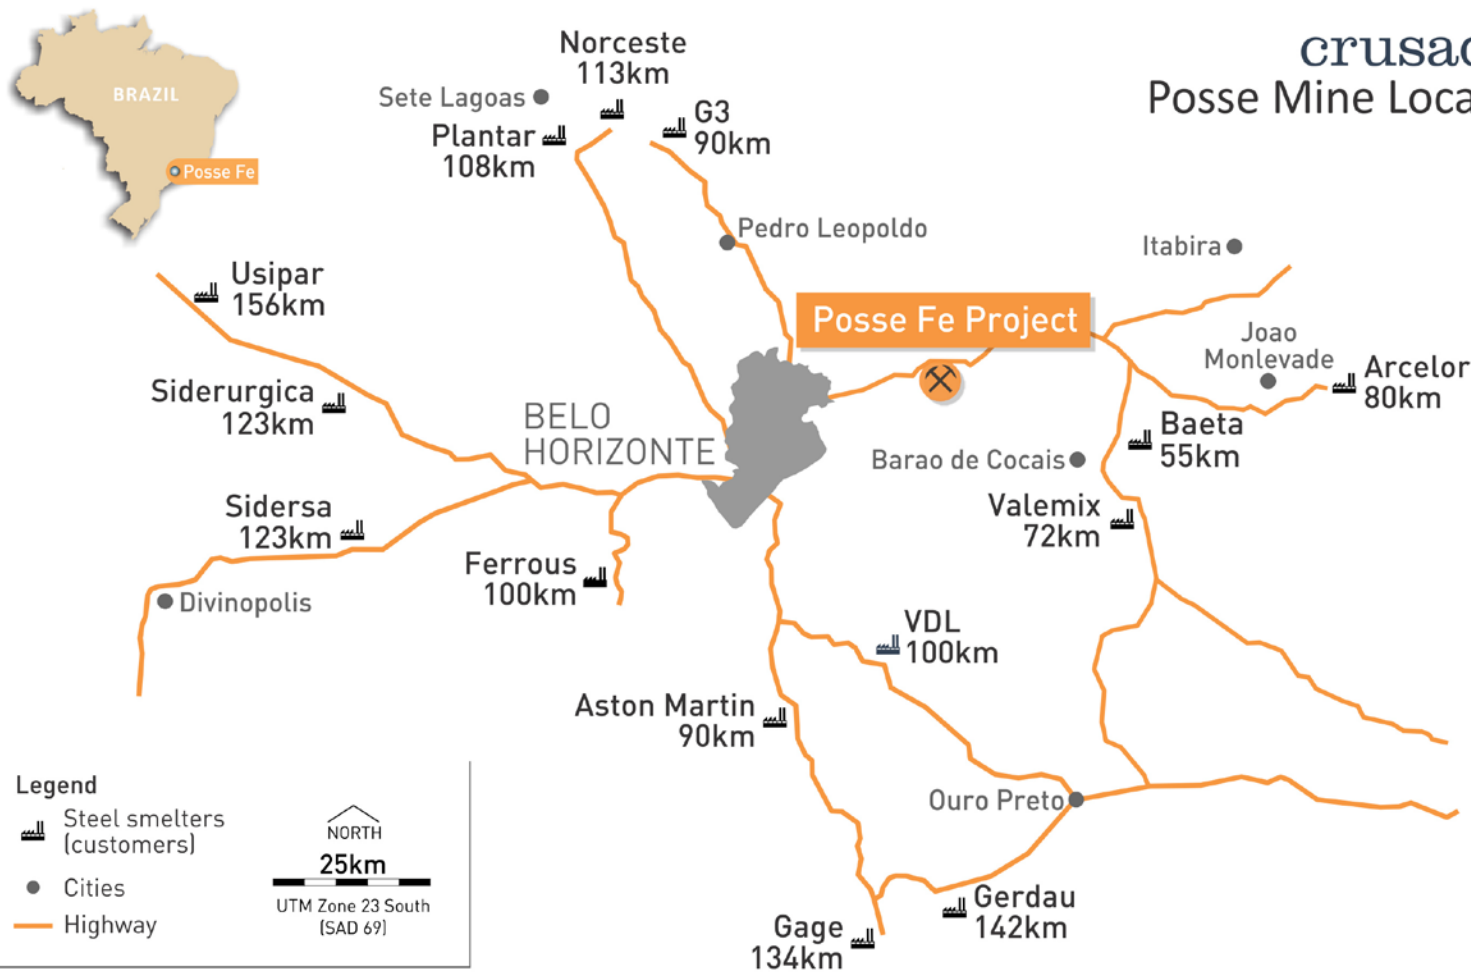 crusad
Posse Mine Loca
BRAZIL
Posse Fe
Norceste
113km
Sete Lagoas
Plantar
108km
G3
90km
Pedro Leopoldo
Itabira
Usipar
156km
Posse Fe Project
Joao
Monlevade
Arcelor
80km
Siderurgica
123km
BELO
HORIZONTE
Baeta
55km
Barao de Cocais
Valemix
72km
Sidersa
123km
Ferrous
100km
Divinopolis
VDL
100km
Aston Martin
90km
Ouro Preto
Gerdau
142km
Gage
134km
Legend
Steel smelters
(customers)
Cities
Highway
NORTH
25km
UTM Zone 23 South
(SAD 69)